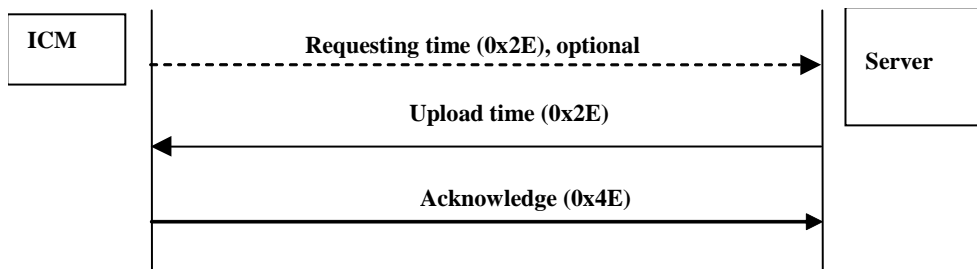 ICM
Requesting time (0x2E), optional
Server
Upload time (0x2E)
Acknowledge (0x4E)